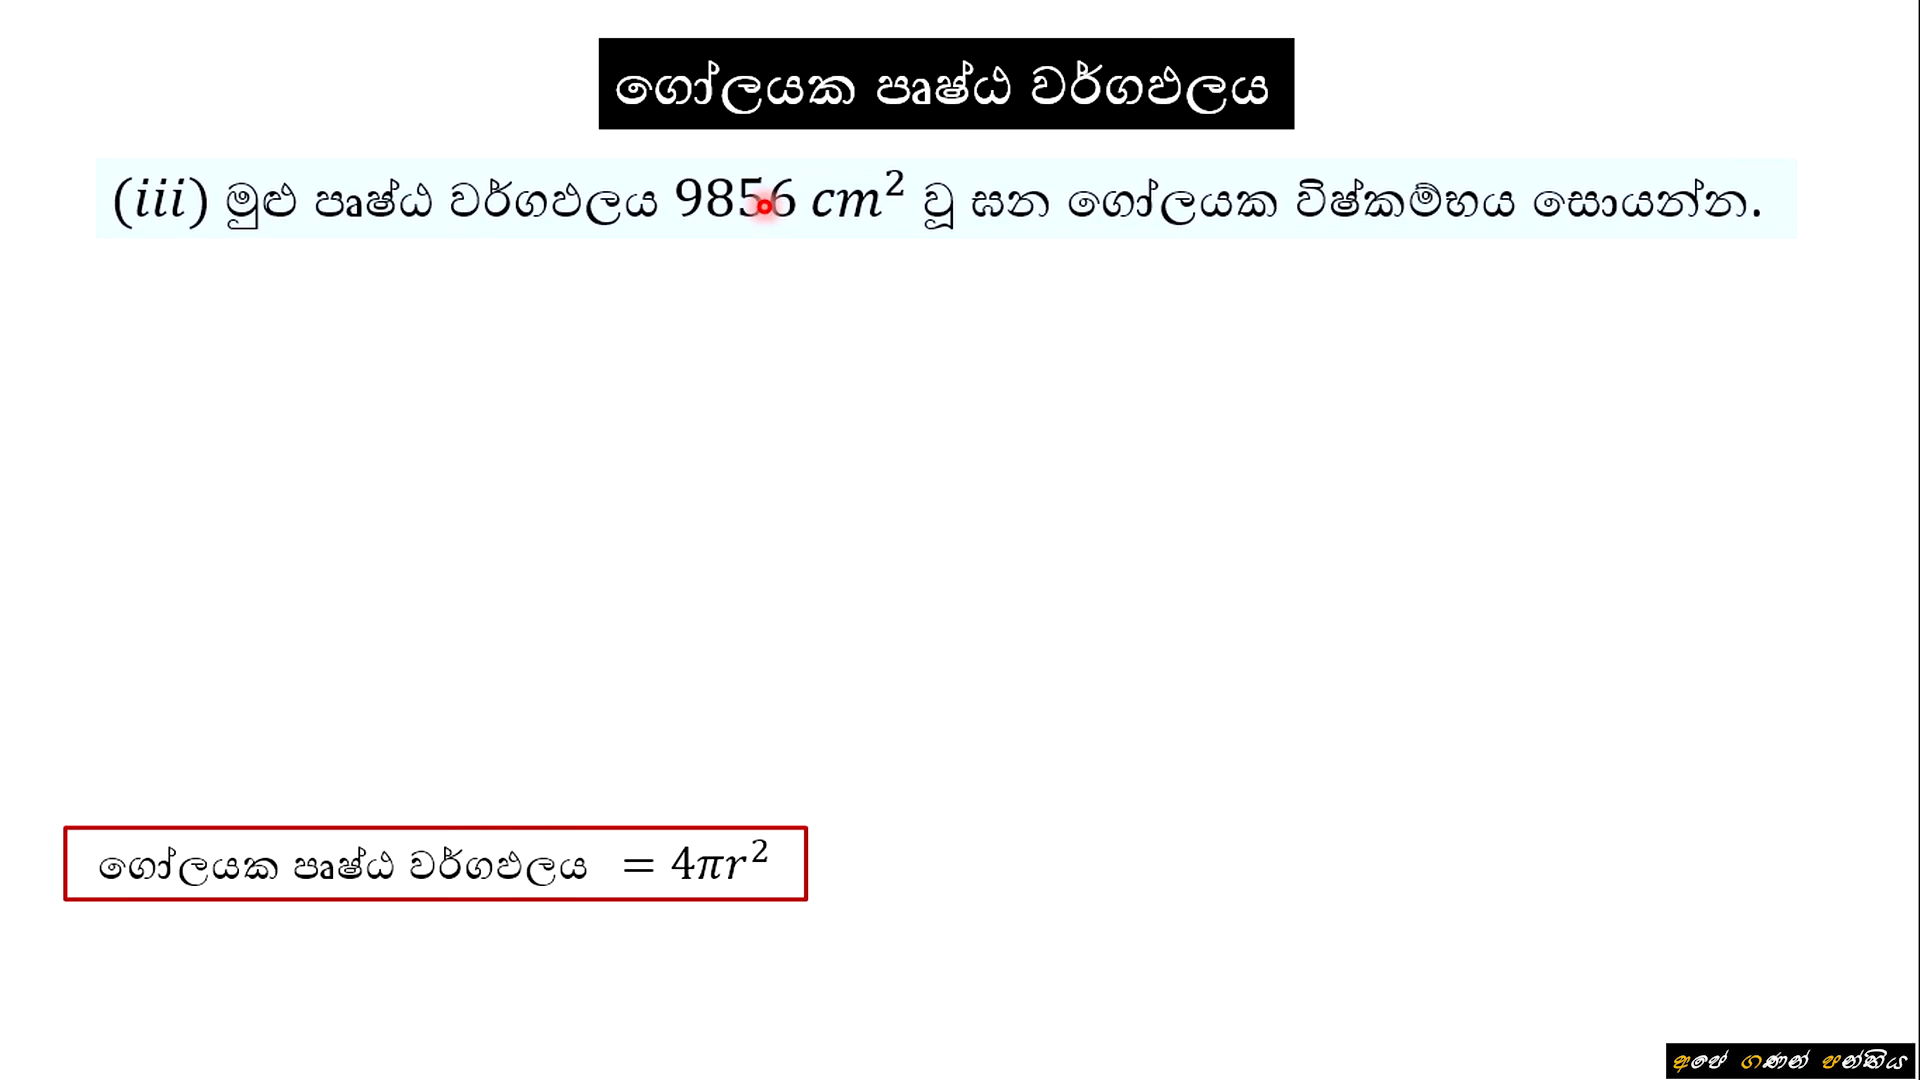 ගෝලයක පෘෂ්ඨ වර්ගඵලය
(iii) මුළු පෘෂ්ඨ වර්ගඵලය 9856 cm² වූ ඝන ගෝලයක විෂ්කම්භය සොයන්න.
ගෝලයක පෘෂ්ඨ වර්ගඵලය = 4πr²
අපේ ගණන් පන්තිය